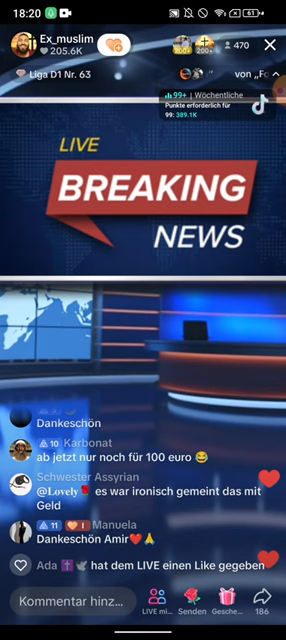 18:20
61
Ex_muslim
205.6K
200+
200+
470
Liga D1 Nr. 63
von „Fo
99+ | Wöchentliche
Punkte erforderlich für
99: 389.1K
LIVE
BREAKING
NEWS
Dankeschön
10 Karbonat
ab jetzt nur noch für 100 euro 😂
Schwester Assyrian
@Lovely🌹 es war ironisch gemeint das mit
Geld
11 I Manuela
Dankeschön Amir❤️🙏
Ada ✝️🕊️ hat dem LIVE einen Like gegeben
Kommentar hinz...
LIVE mi...
Senden
Gesche...
186